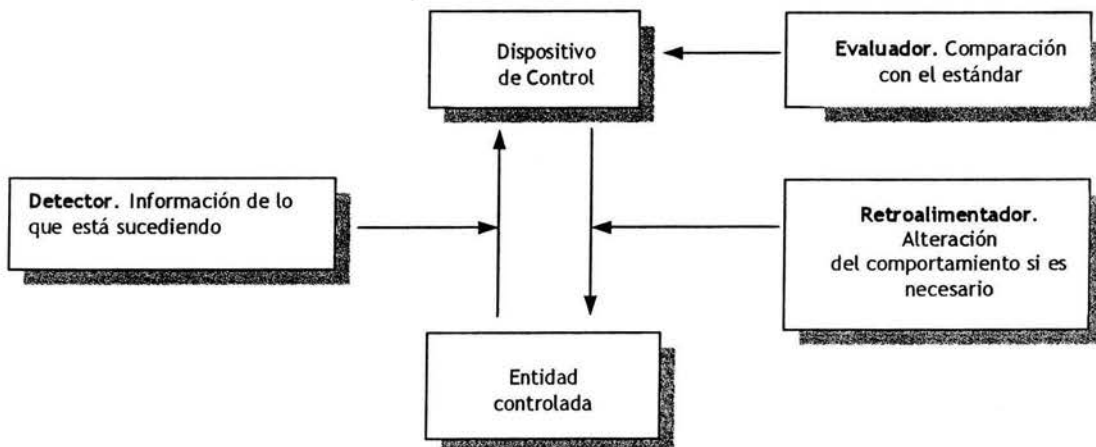 Dispositivo
de Control
Evaluador. Comparación
con el estándar
Detector. Información de lo
que está sucediendo
Retroalimentador.
Alteración
del comportamiento si es
necesario
Entidad
controlada